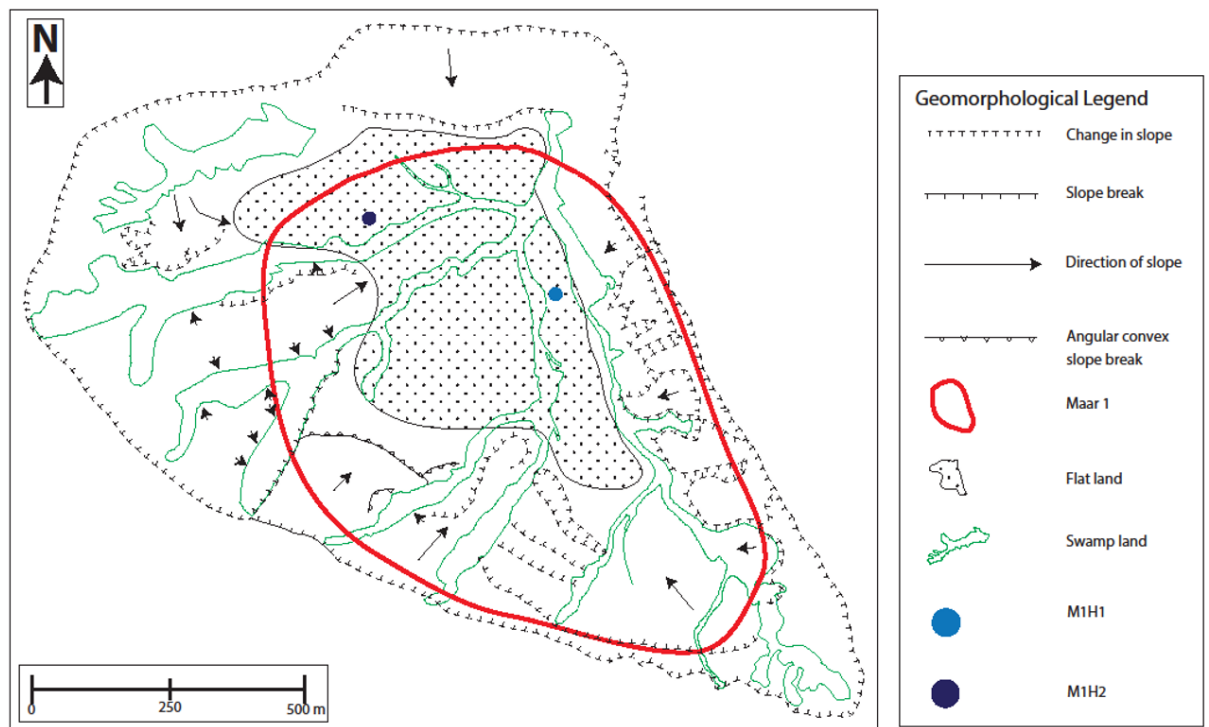 N
0
250
500 m
Geomorphological Legend
Change in slope
Slope break
Direction of slope
Angular convex
slope break
Maar 1
Flat land
Swamp land
M1H1
M1H2